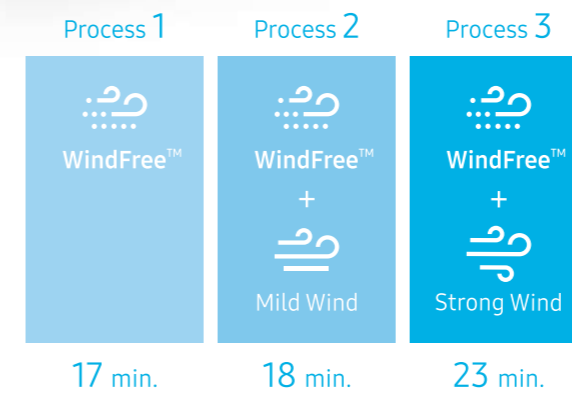 Process 1
Process 2
Process 3
WindFree™
WindFree™
WindFree™
+
+
Mild Wind
Strong Wind
17 min.
18 min.
23 min.